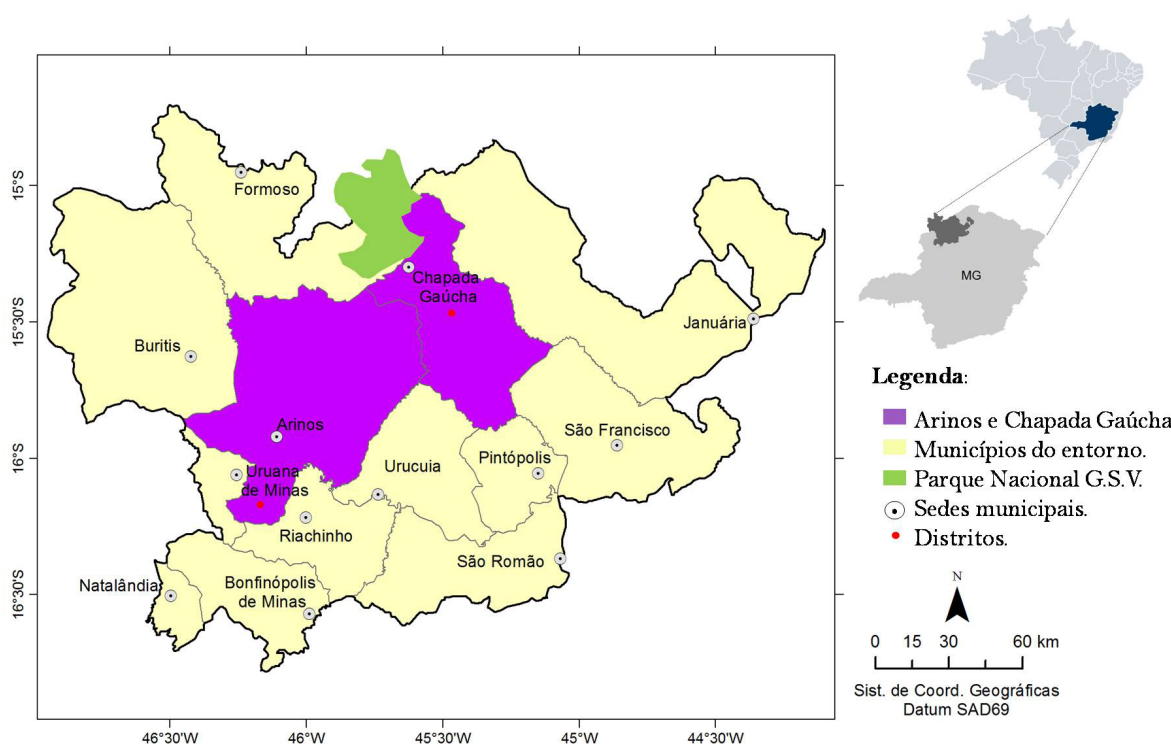 15°S
15°30'S
16°S
16°30'S
46°30'W
46°W
45°30'W
45°W
44°30'W
Formoso
Chapada
Gaúcha
Januária
Buritis
Arinos
São Francisco
Uruana
de Minas
Urucuia
Pintópolis
Riachinho
São Romão
Natalândia
Bonfinópolis
de Minas
MG
Legenda:
Arinos e Chapada Gaúcha
Municípios do entorno.
Parque Nacional G.S.V.
Sedes municipais.
Distritos.
N
0 15 30 60 km
Sist. de Coord. Geográficas
Datum SAD69